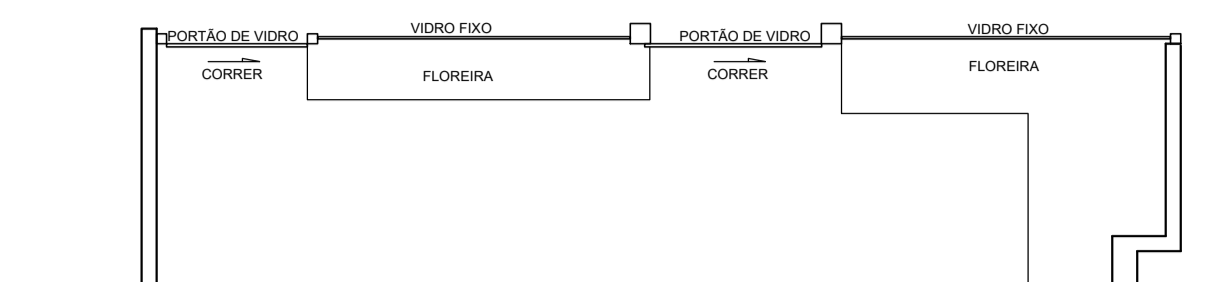 PORTÃO DE VIDRO
VIDRO FIXO
PORTÃO DE VIDRO
VIDRO FIXO
CORRER
FLOREIRA
CORRER
FLOREIRA